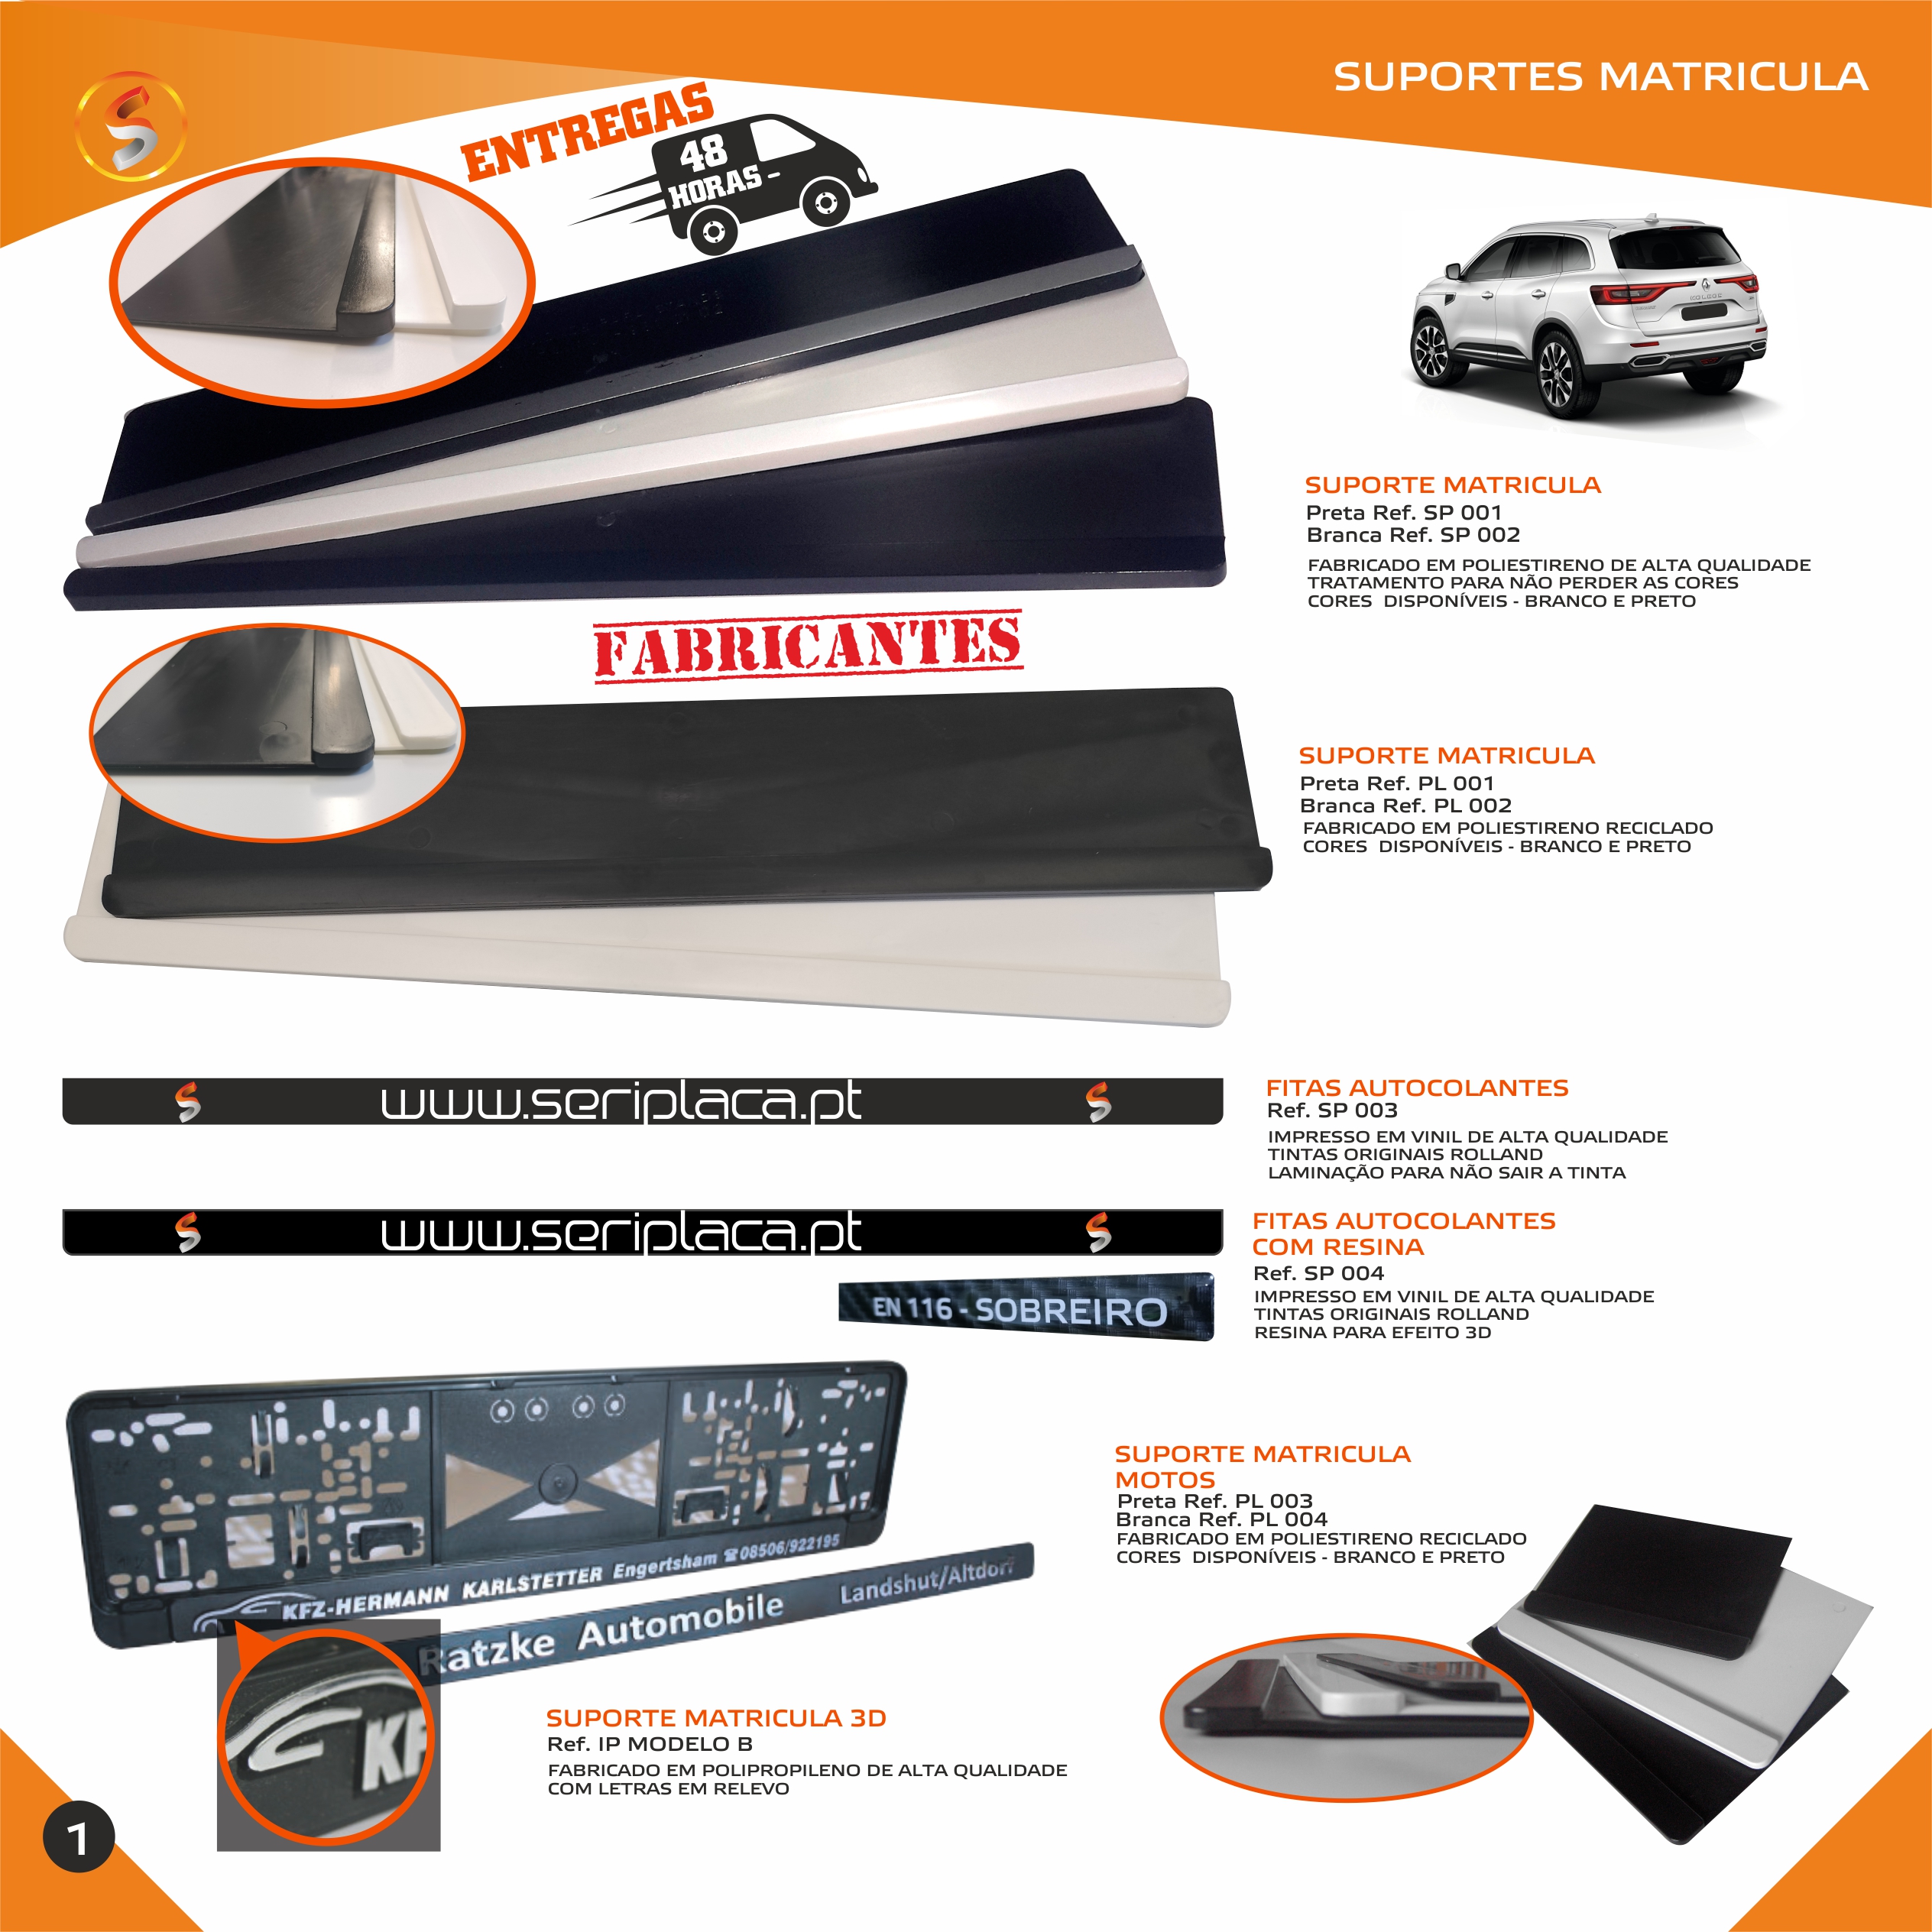 SUPORTES MATRICULA
ENTREGAS
48
HORAS -
SUPORTE MATRICULA
Preta Ref. SP 001
Branca Ref. SP 002
FABRICADO EM POLIESTIRENO DE ALTA QUALIDADE
TRATAMENTO PARA NÃO PERDER AS CORES
CORES DISPONÍVEIS - BRANCO E PRETO
FABRICANTES
SUPORTE MATRICULA
Preta Ref. PL 001
Branca Ref. PL 002
FABRICADO EM POLIESTIRENO RECICLADO
CORES DISPONÍVEIS - BRANCO E PRETO
www.seriplaca.pt
FITAS AUTOCOLANTES
Ref. SP 003
IMPRESSO EM VINIL DE ALTA QUALIDADE
TINTAS ORIGINAIS ROLLAND
LAMINAÇÃO PARA NÃO SAIR A TINTA
www.seriplaca.pt
FITAS AUTOCOLANTES
COM RESINA
Ref. SP 004
IMPRESSO EM VINIL DE ALTA QUALIDADE
TINTAS ORIGINAIS ROLLAND
RESINA PARA EFEITO 3D
EN 116 - SOBREIRO
KFZ-HERMANN KARLSTETTER Engertsham ☎08506/922195
Ratzke Automobile Landshut/Altdorf
KF
SUPORTE MATRICULA
MOTOS
Preta Ref. PL 003
Branca Ref. PL 004
FABRICADO EM POLIESTIRENO RECICLADO
CORES DISPONÍVEIS - BRANCO E PRETO
SUPORTE MATRICULA 3D
Ref. IP MODELO B
FABRICADO EM POLIPROPILENO DE ALTA QUALIDADE
COM LETRAS EM RELEVO
1